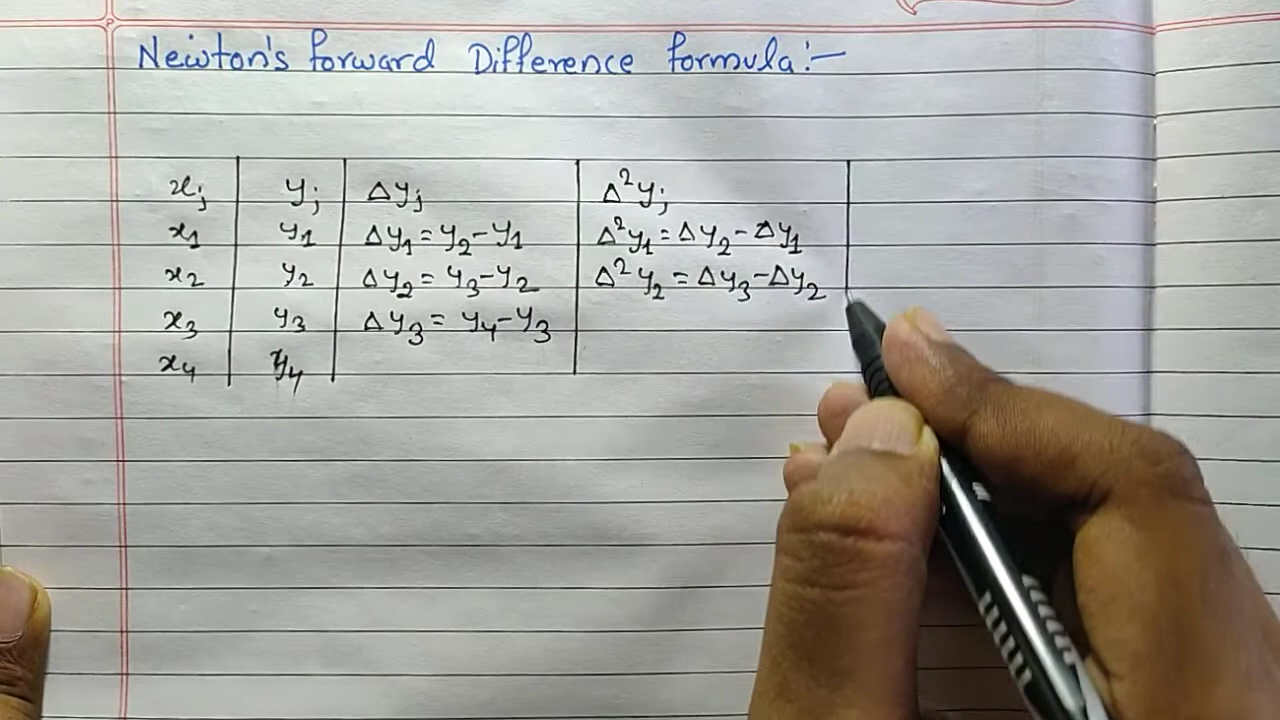 Newton's forward Difference formula:-
xj yj Δyj Δ²yj
x1 y1 Δy1 = y2-y1 Δ²y1 = Δy2-Δy1
x2 y2 Δy2 = y3-y2 Δ²y2 = Δy3-Δy2
x3 y3 Δy3 = y4-y3
x4 y4